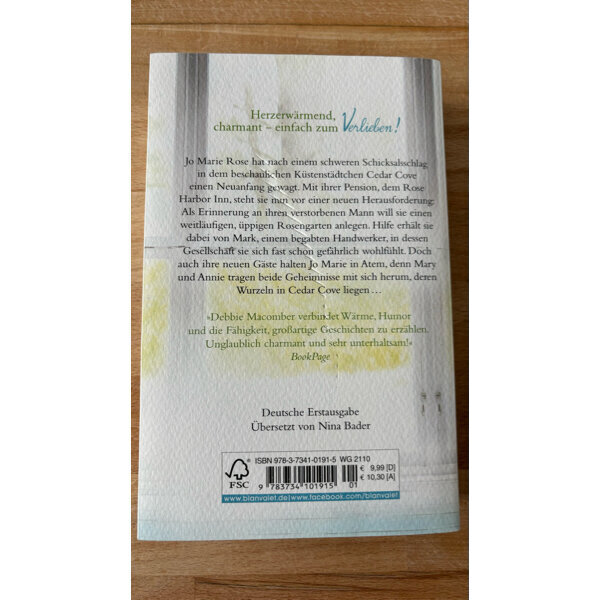 Herzerwärmend,
charmant – einfach zum Verlieben!
Jo Marie Rose hat nach einem schweren Schicksalsschlag
in dem beschaulichen Küstenstädtchen Cedar Cove
einen Neuanfang gewagt. Mit ihrer Pension, dem Rose
Harbor Inn, steht sie nun vor einer neuen Herausforderung:
Als Erinnerung an ihren verstorbenen Mann will sie einen
weitläufigen, üppigen Rosengarten anlegen. Hilfe erhält sie
dabei von Mark, einem begabten Handwerker, in dessen
Gesellschaft sie sich fast schon gefährlich wohlfühlt. Doch
auch ihre neuen Gäste halten Jo Marie in Atem, denn Mary
und Annie tragen beide Geheimnisse mit sich herum, deren
Wurzeln in Cedar Cove liegen ...
»Debbie Macomber verbindet Wärme, Humor
und die Fähigkeit, großartige Geschichten zu erzählen.
Unglaublich charmant und sehr unterhaltsam!«
BookPage
Deutsche Erstausgabe
Übersetzt von Nina Bader
ISBN 978-3-7341-0191-5 WG 2110
€ 9,99 [D]
€ 10,30 [A]
FSC®
9 783734 101915 01
www.blanvalet.de|www.facebook.com/blanvalet